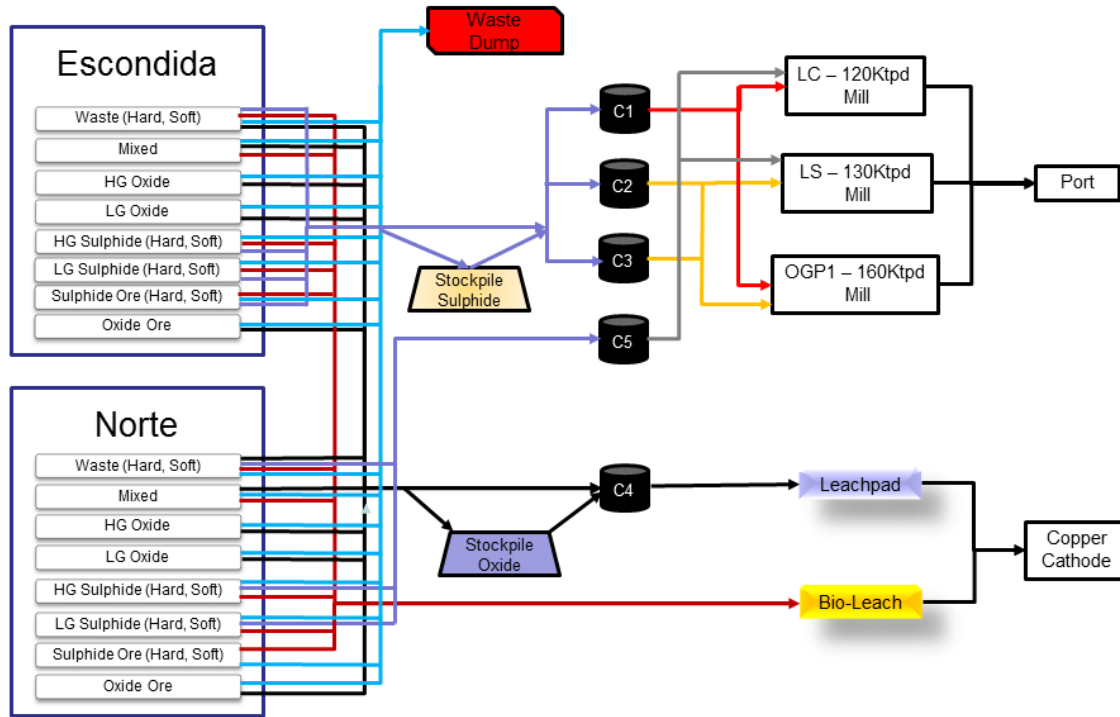 Waste
Dump
Escondida
Waste (Hard, Soft)
Mixed
HG Oxide
LG Oxide
HG Sulphide (Hard, Soft)
LG Sulphide (Hard, Soft)
Sulphide Ore (Hard, Soft)
Oxide Ore
Stockpile
Sulphide
C1
C2
C3
C5
LC – 120Ktpd
Mill
LS – 130Ktpd
Mill
OGP1 – 160Ktpd
Mill
Port
Norte
Waste (Hard, Soft)
Mixed
HG Oxide
LG Oxide
HG Sulphide (Hard, Soft)
LG Sulphide (Hard, Soft)
Sulphide Ore (Hard, Soft)
Oxide Ore
C4
Stockpile
Oxide
Leachpad
Bio-Leach
Copper
Cathode